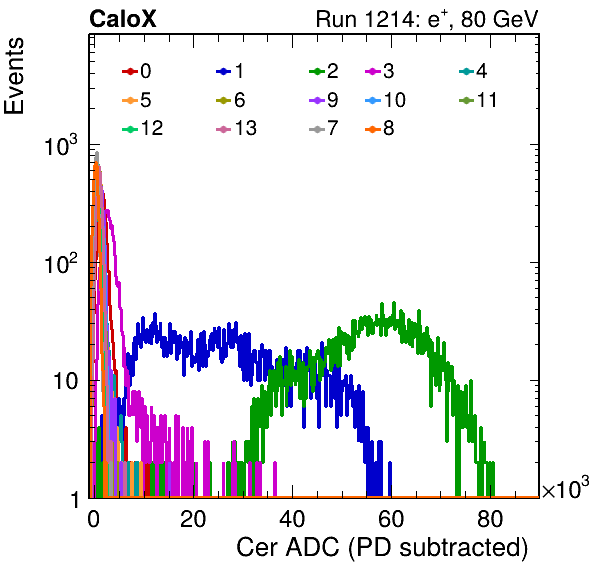 CaloX Run 1214: e⁺, 80 GeV
Events
0 1 2 3 4
5 6 9 10 11
12 13 7 8
10³
10²
10
1
0 20 40 60 80 ×10³
Cer ADC (PD subtracted)